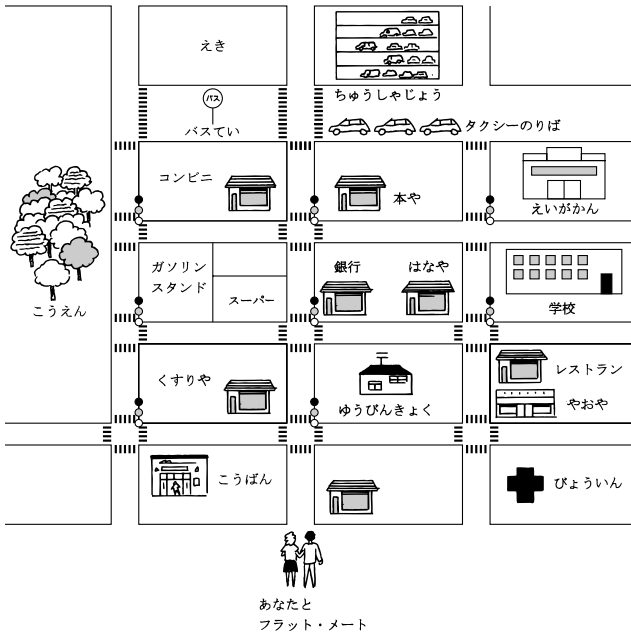 えき
ちゅうしゃじょう
バス
バスてい
タクシーのりば
コンビニ
本や
えいがかん
こうえん
ガソリン
スタンド
スーパー
銀行
はなや
学校
くすりや
ゆうびんきょく
レストラン
やおや
こうばん
びょういん
あなたと
フラット・メート